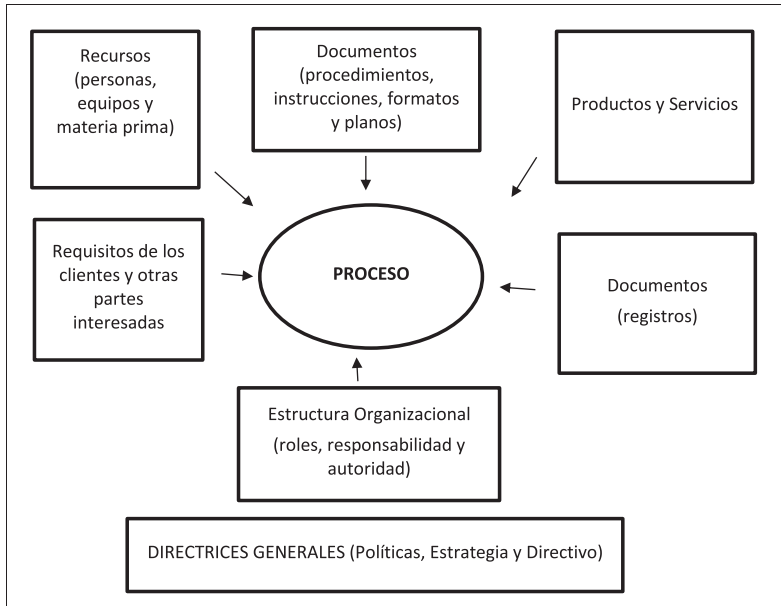 Recursos
(personas,
equipos y
materia prima)
Documentos
(procedimientos,
instrucciones, formatos
y planos)
Productos y Servicios
Requisitos de los
clientes y otras
partes
interesadas
PROCESO
Documentos
(registros)
Estructura Organizacional
(roles, responsabilidad y
autoridad)
DIRECTRICES GENERALES (Políticas, Estrategia y Directivo)